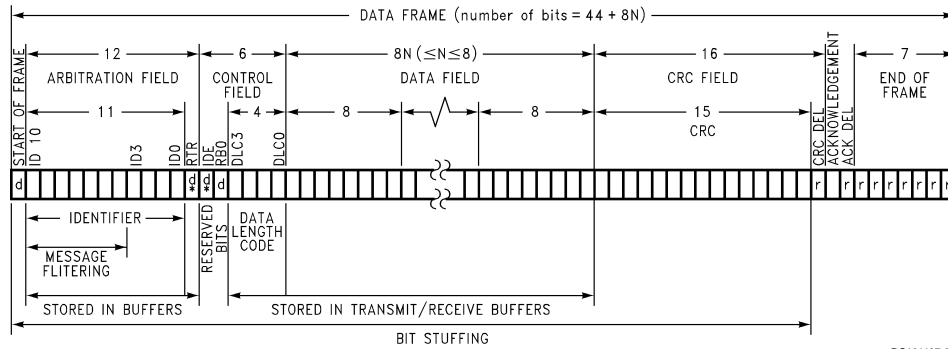 DATA FRAME (number of bits = 44 + 8N)
12
ARBITRATION FIELD
11
6
CONTROL
FIELD
4
8N (≤N≤8)
DATA FIELD
8
8
16
CRC FIELD
15
CRC
7
END OF
FRAME
START OF FRAME
ID 10
ID3
ID0
RTR
IDE
RB0
DLC3
DLC0
CRC DEL
ACKNOWLEDGEMENT
ACK DEL
d
d
*
d
*
d
r
r
r
r
r
r
r
r
r
IDENTIFIER
MESSAGE
FLITERING
RESERVED
BITS
DATA
LENGTH
CODE
STORED IN BUFFERS
STORED IN TRANSMIT/RECEIVE BUFFERS
BIT STUFFING